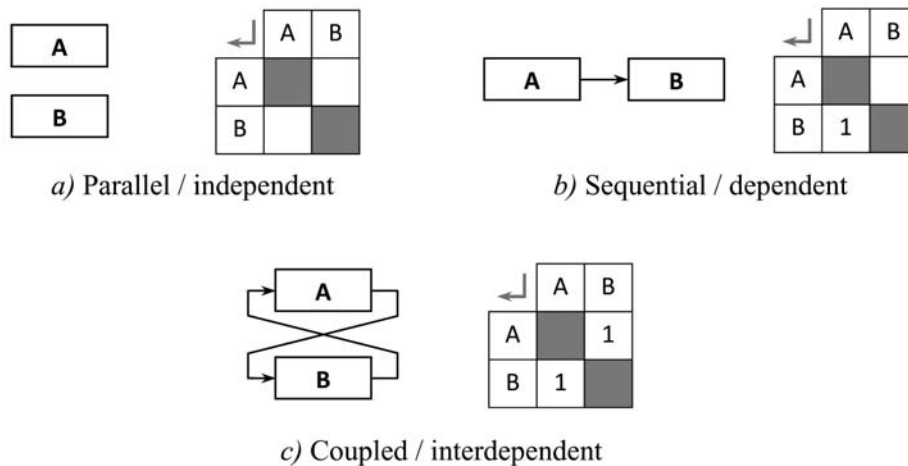 A
B
A B
A
B
a) Parallel / independent
A
B
A B
A
B 1
b) Sequential / dependent
A
B
A B
A 1
B 1
c) Coupled / interdependent